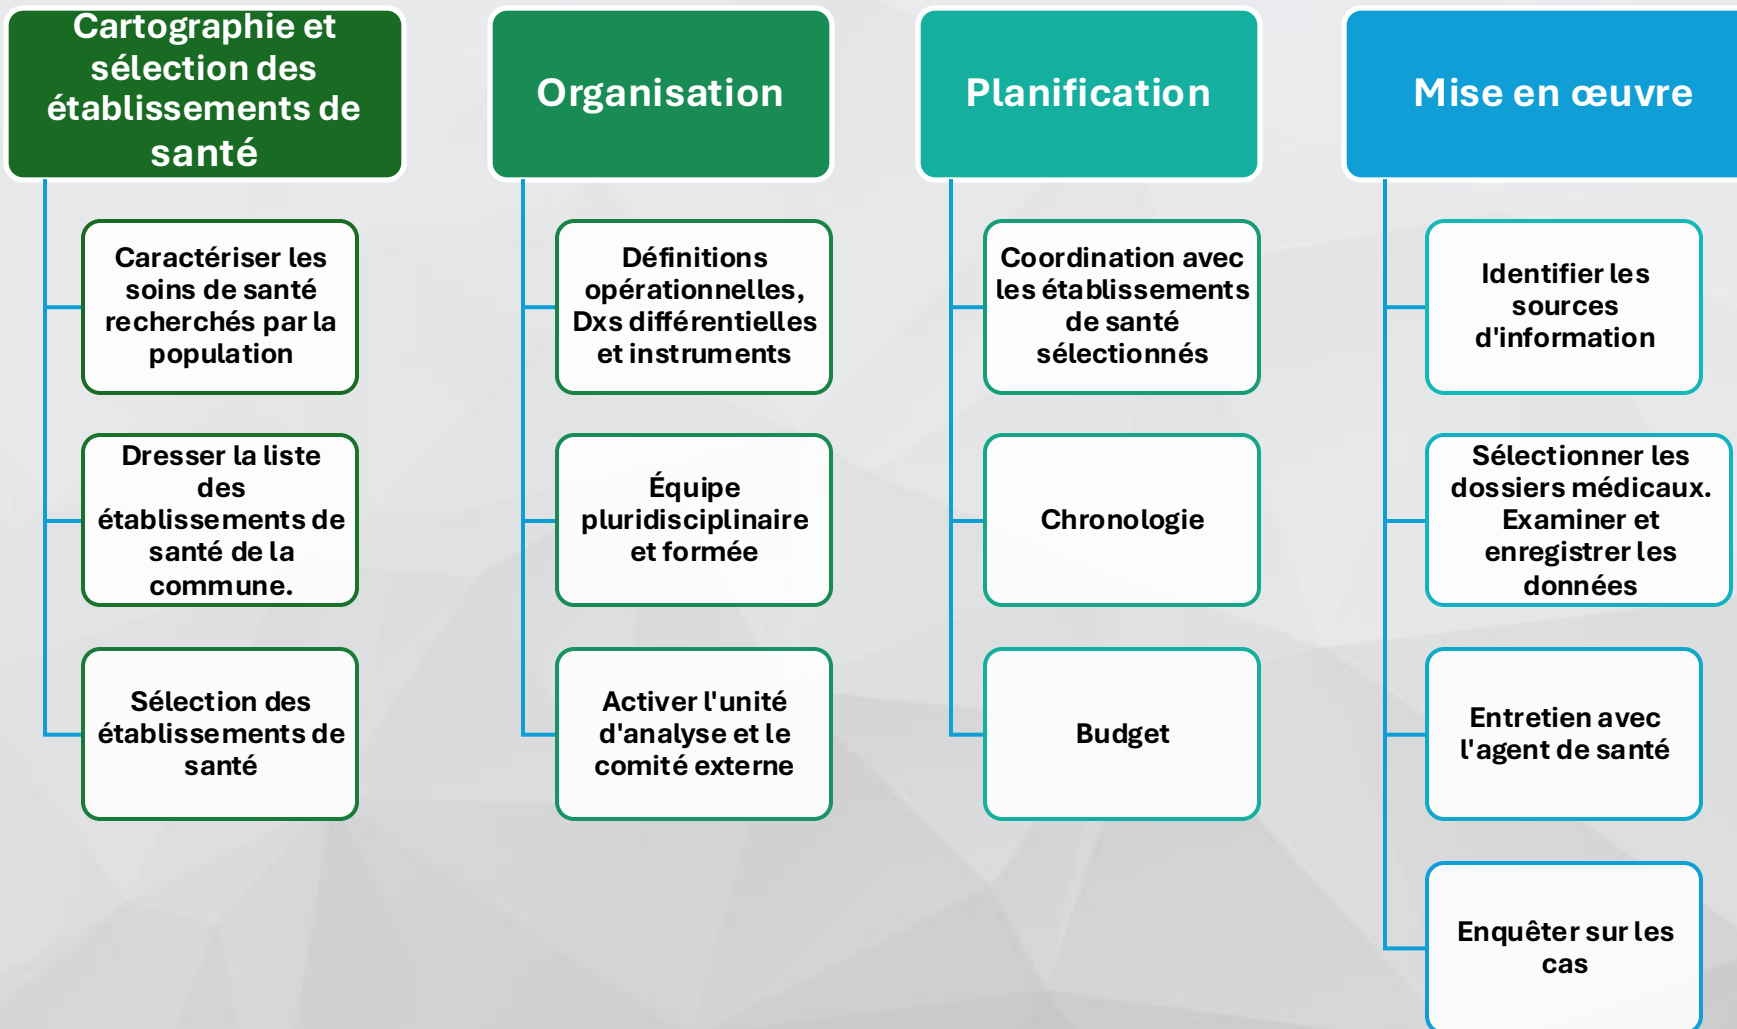 Cartographie et
sélection des
établissements de
santé
Caractériser les
soins de santé
recherchés par la
population
Dresser la liste
des
établissements de
santé de la
commune.
Sélection des
établissements de
santé
Organisation
Définitions
opérationnelles,
Dxs différentielles
et instruments
Équipe
pluridisciplinaire
et formée
Activer l'unité
d'analyse et le
comité externe
Planification
Coordination avec
les établissements
de santé
sélectionnés
Chronologie
Budget
Mise en œuvre
Identifier les
sources
d'information
Sélectionner les
dossiers médicaux.
Examiner et
enregistrer les
données
Entretien avec
l'agent de santé
Enquêter sur les
cas